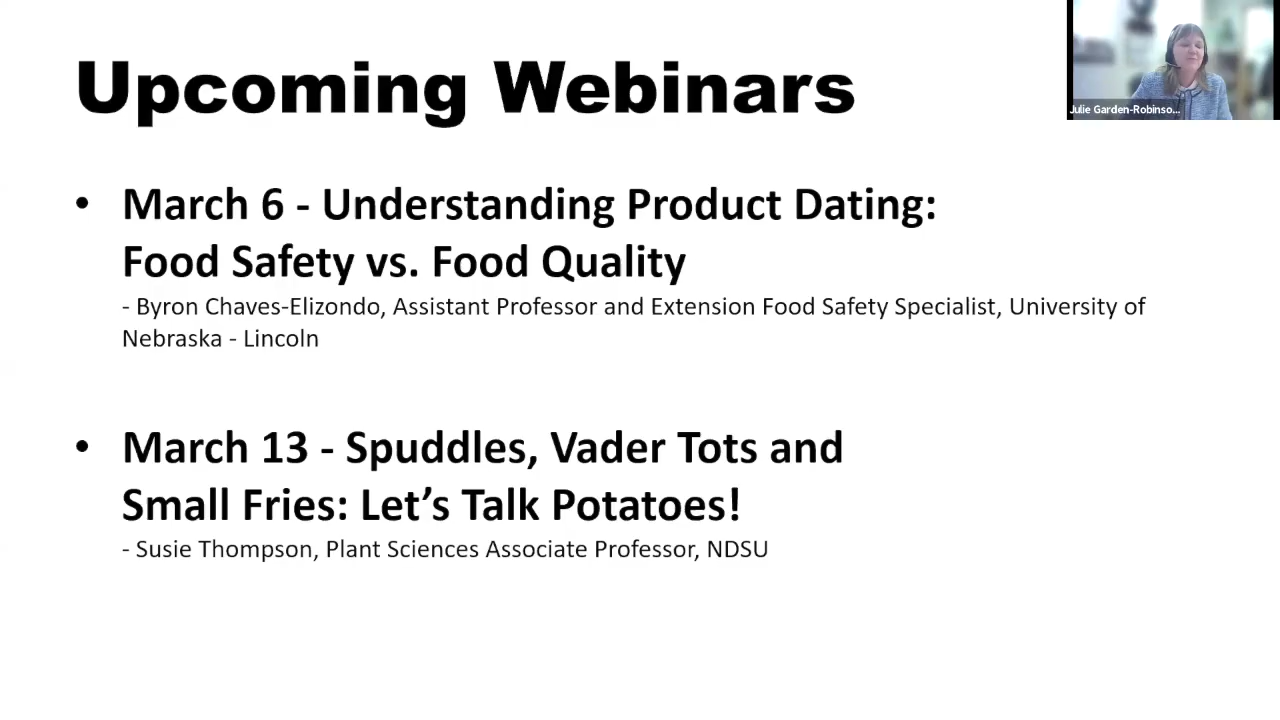 Upcoming Webinars
Julie Garden-Robinso...
• March 6 - Understanding Product Dating:
Food Safety vs. Food Quality
- Byron Chaves-Elizondo, Assistant Professor and Extension Food Safety Specialist, University of
Nebraska - Lincoln
• March 13 - Spuddles, Vader Tots and
Small Fries: Let’s Talk Potatoes!
- Susie Thompson, Plant Sciences Associate Professor, NDSU